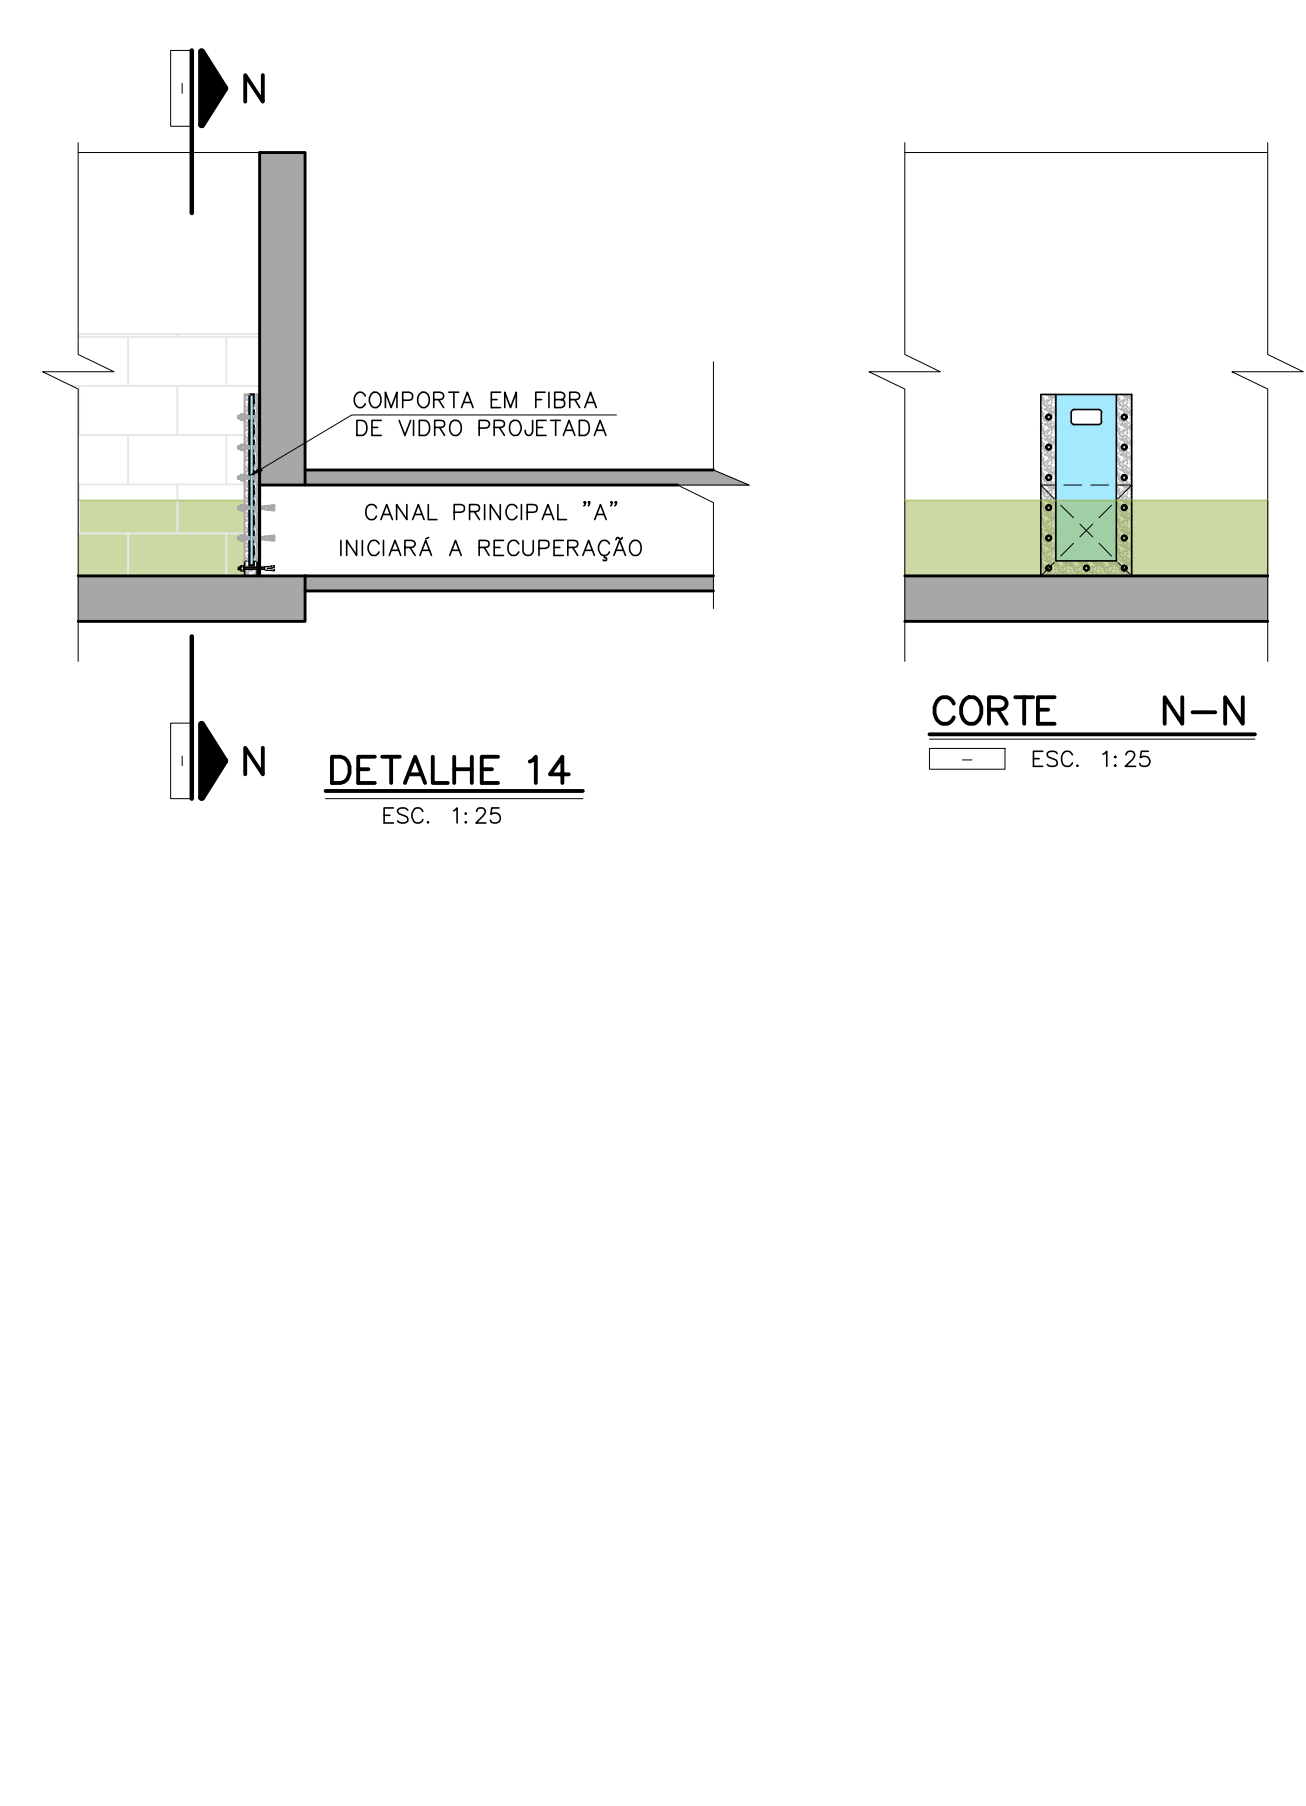 N
COMPORTA EM FIBRA
DE VIDRO PROJETADA
CANAL PRINCIPAL "A"
INICIARÁ A RECUPERAÇÃO
N
DETALHE 14
ESC. 1:25
CORTE N-N
- ESC. 1:25